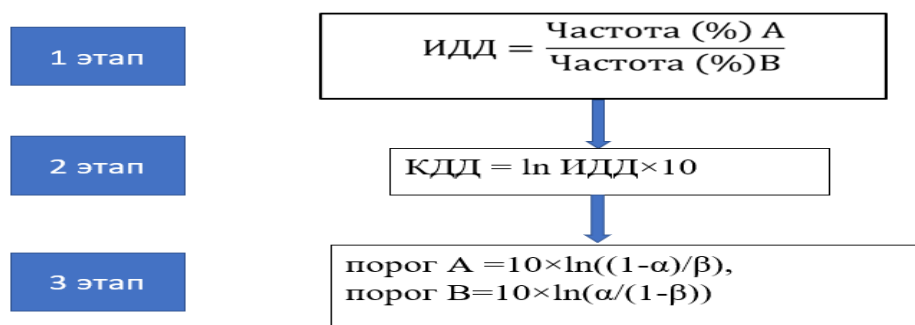 1 этап
ИДД = Частота (%) А
Частота (%)В
2 этап
КДД = ln ИДД×10
3 этап
порог А =10×ln((1-α)/β),
порог В=10×ln(α/(1-β))